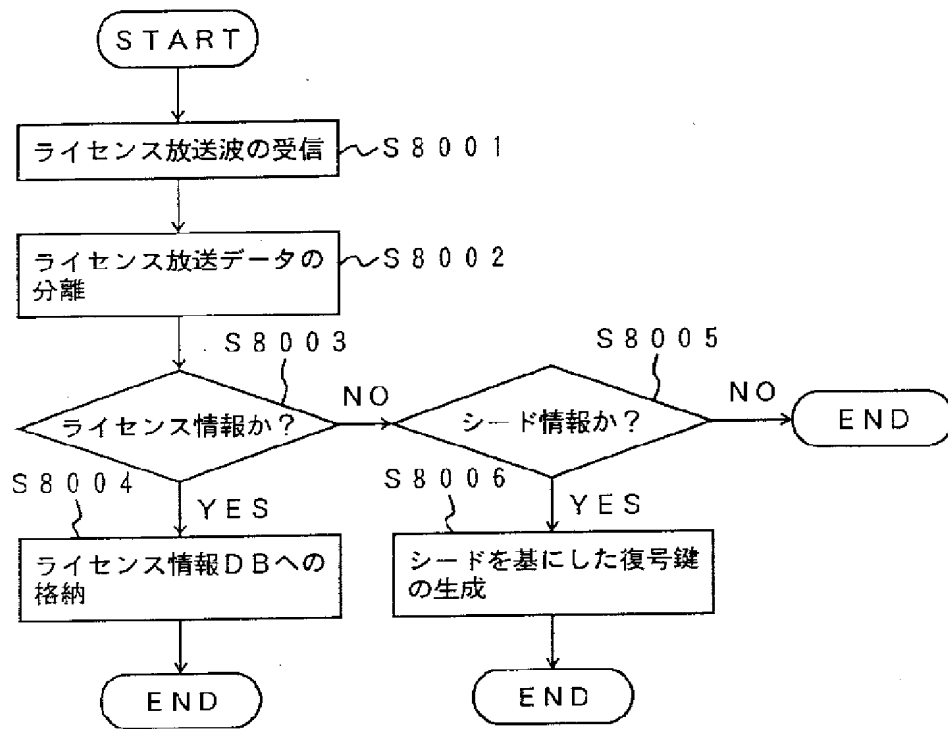 START
ライセンス放送波の受信
S8001
ライセンス放送データの
分離
S8002
S8003
ライセンス情報か?
NO
S8005
シード情報か?
NO
END
S8004
YES
ライセンス情報DBへの
格納
END
S8006
YES
シードを基にした復号鍵
の生成
END